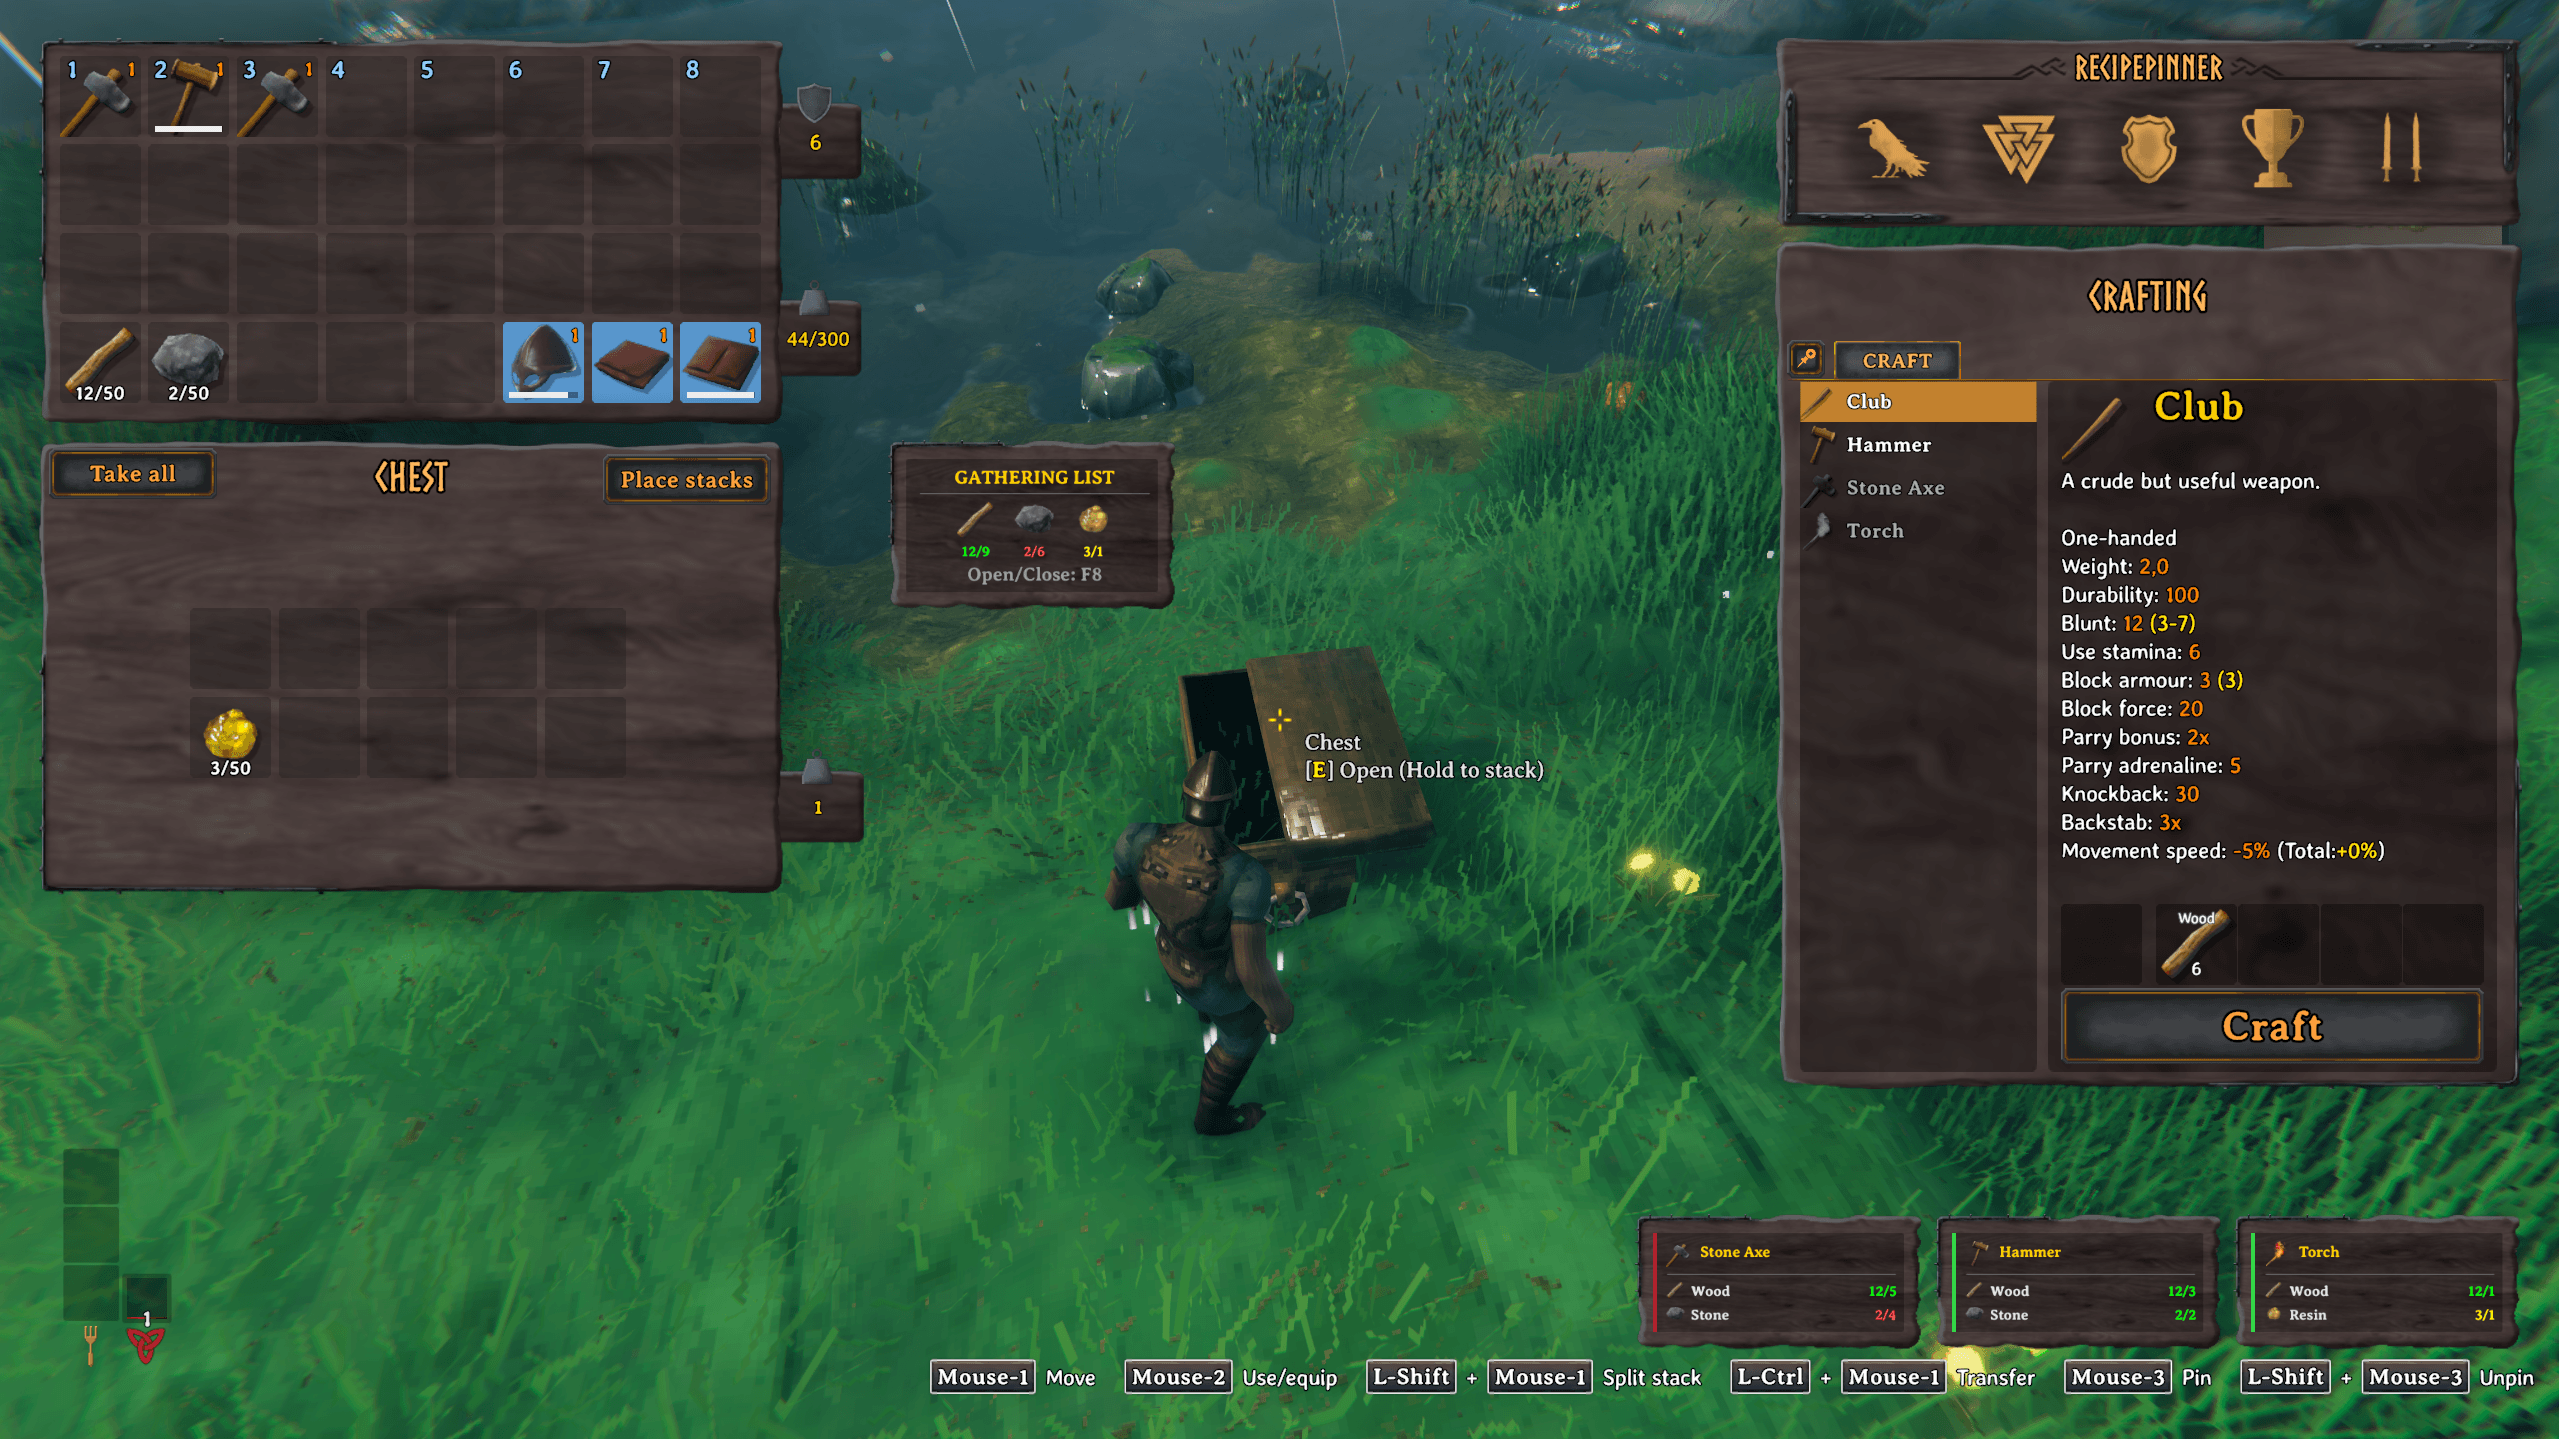 1 1 2 1 3 1 4 5 6 7 8
6
44/300
12/50 2/50 1 1 1
Take all CHEST Place stacks
3/50
1
GATHERING LIST
12/9 2/6 3/1
Open/Close: F8
Chest
[E] Open (Hold to stack)
RECIPEPINNER
CRAFTING
CRAFT
Club
Hammer
Stone Axe
Torch
Club
A crude but useful weapon.
One-handed
Weight: 2,0
Durability: 100
Blunt: 12 (3-7)
Use stamina: 6
Block armour: 3 (3)
Block force: 20
Parry bonus: 2x
Parry adrenaline: 5
Knockback: 30
Backstab: 3x
Movement speed: -5% (Total:+0%)
Wood
6
Craft
1
Stone Axe
Wood 12/5
Stone 2/4
Hammer
Wood 12/3
Stone 2/2
Torch
Wood 12/1
Resin 3/1
Mouse-1 Move Mouse-2 Use/equip L-Shift + Mouse-1 Split stack L-Ctrl + Mouse-1 Transfer Mouse-3 Pin L-Shift + Mouse-3 Unpin